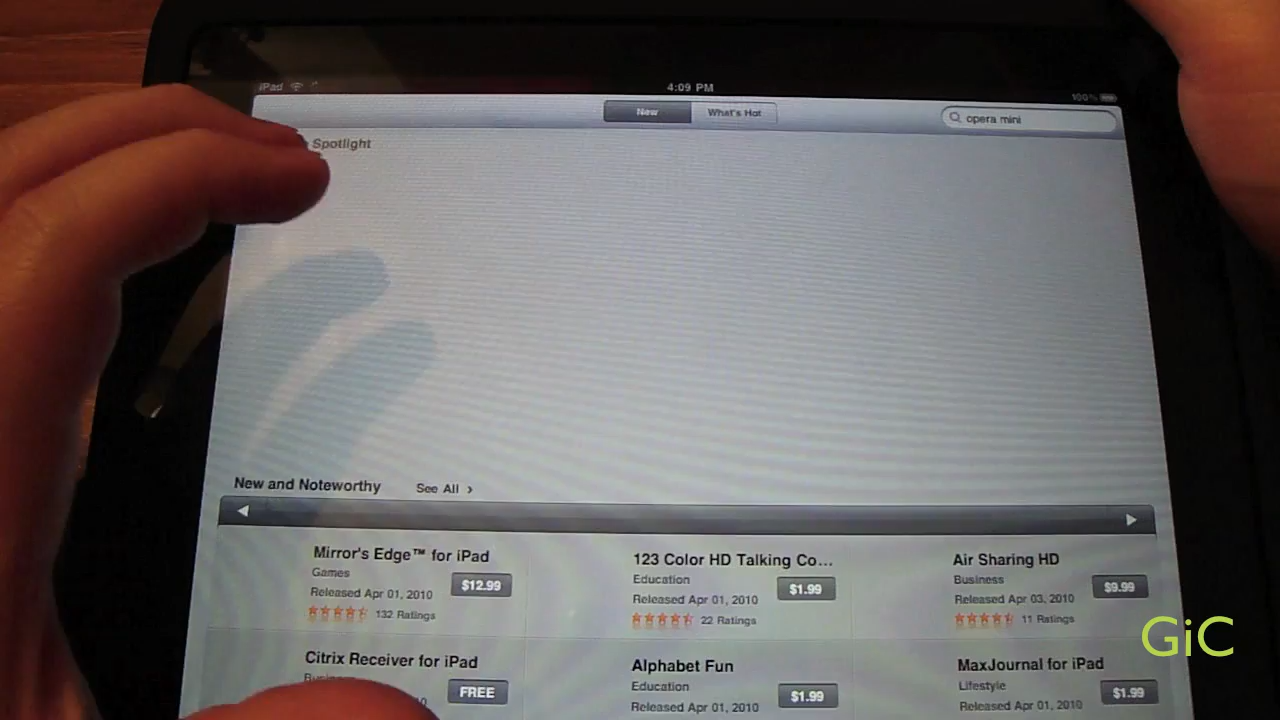 iPad 4:09 PM 100%
New What's Hot opera mini
Spotlight
New and Noteworthy See All ›
Mirror's Edge™ for iPad
Games
Released Apr 01, 2010
$12.99
132 Ratings
123 Color HD Talking Co...
Education
Released Apr 01, 2010
$1.99
22 Ratings
Air Sharing HD
Business
Released Apr 03, 2010
$9.99
11 Ratings
Citrix Receiver for iPad
2010
FREE
Alphabet Fun
Education
Released Apr 01, 2010
$1.99
MaxJournal for iPad
Lifestyle
Released Apr 01, 2010
$1.99
GiC